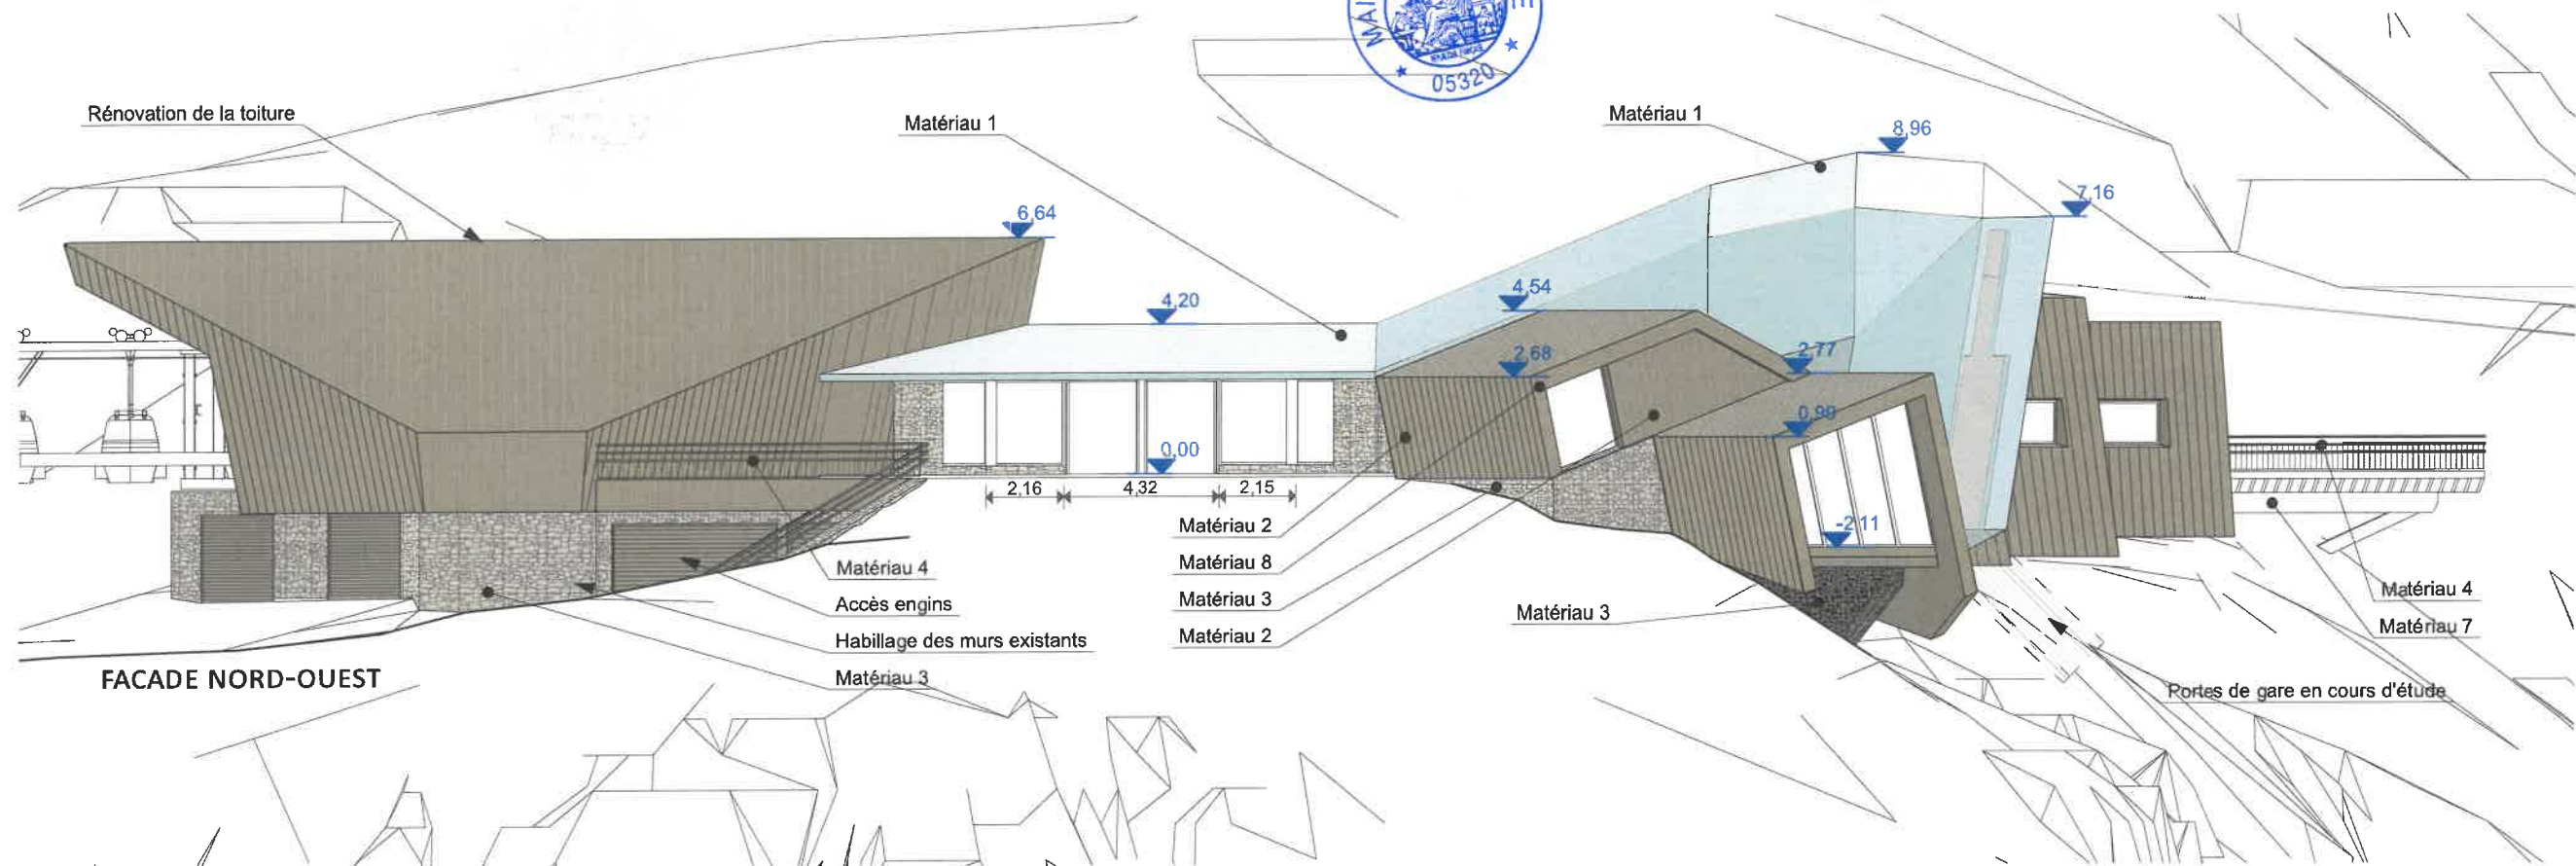 MAI
E
05320
Rénovation de la toiture
Matériau 1
Matériau 1
8,96
7,16
6,64
4,20
4,54
2,68
2,77
0,99
0,00
2,16
4,32
2,15
-2,11
Matériau 2
Matériau 8
Matériau 3
Matériau 2
Matériau 3
Matériau 4
Accès engins
Habillage des murs existants
Matériau 3
Matériau 4
Matériau 7
Portes de gare en cours d'étude
FACADE NORD-OUEST